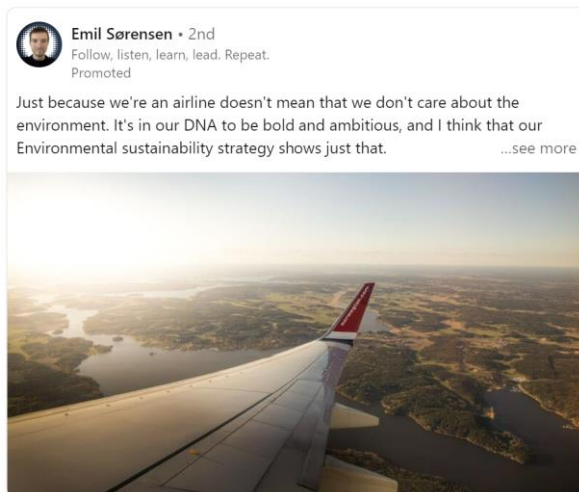 Emil Sørensen • 2nd
Follow, listen, learn, lead. Repeat.
Promoted
Just because we're an airline doesn't mean that we don't care about the
environment. It's in our DNA to be bold and ambitious, and I think that our
Environmental sustainability strategy shows just that.
...see more